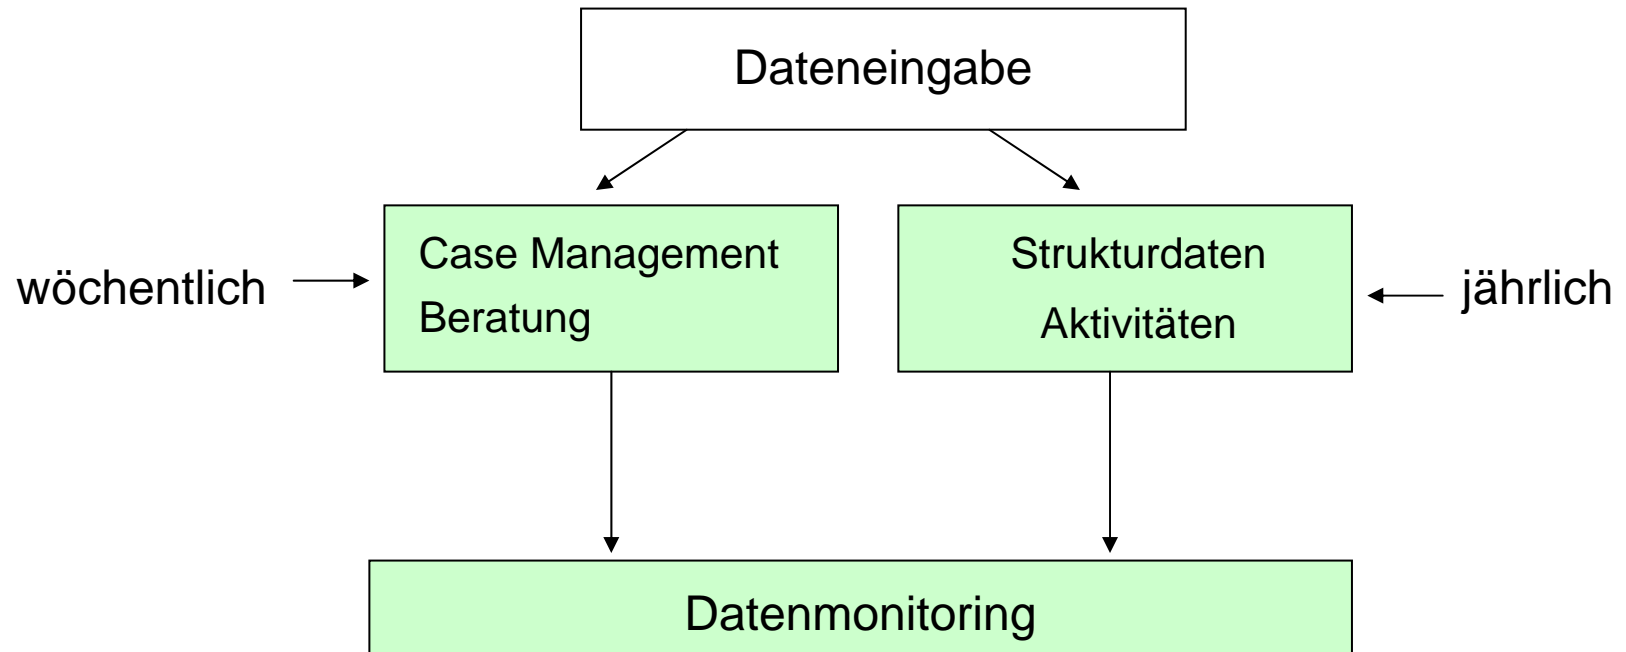 Dateneingabe
wöchentlich
Case Management
Beratung
Strukturdaten
Aktivitäten
jährlich
Datenmonitoring